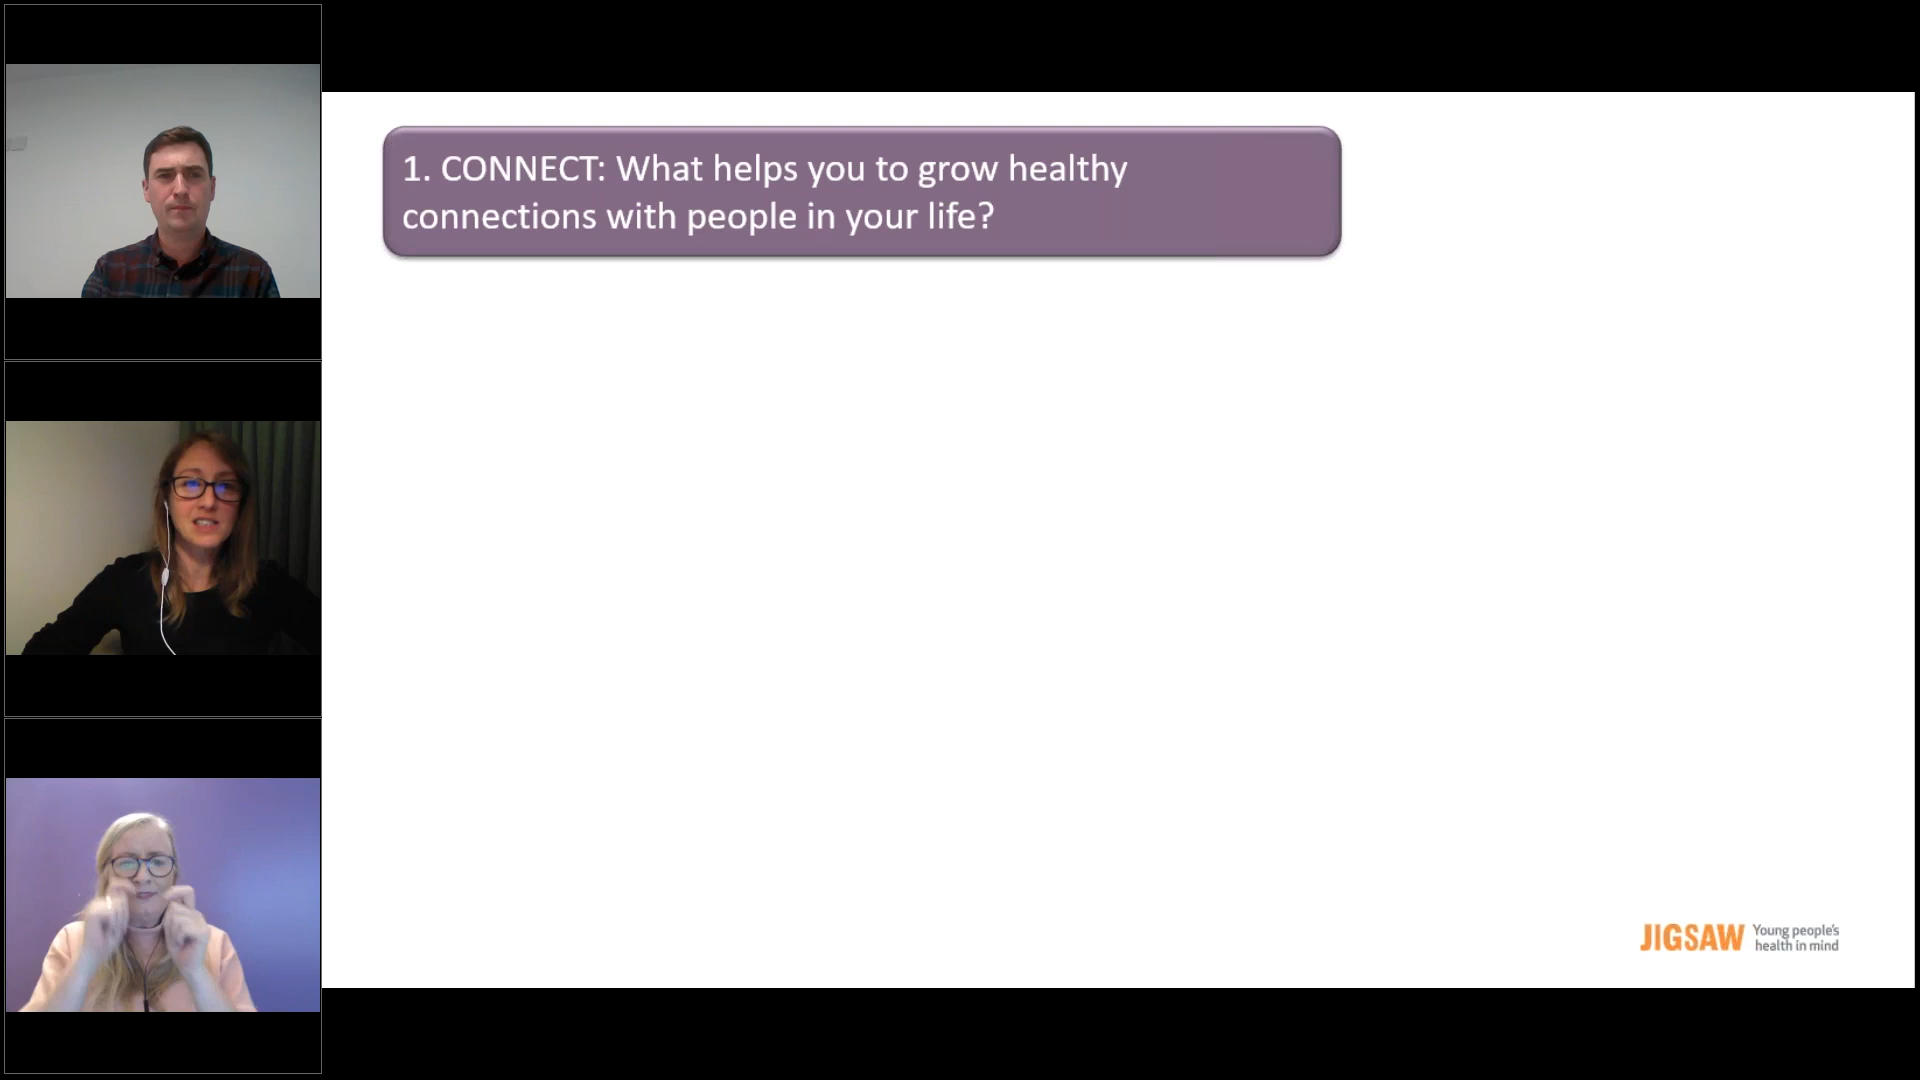 1. CONNECT: What helps you to grow healthy
connections with people in your life?
JIGSAW Young people's
health in mind